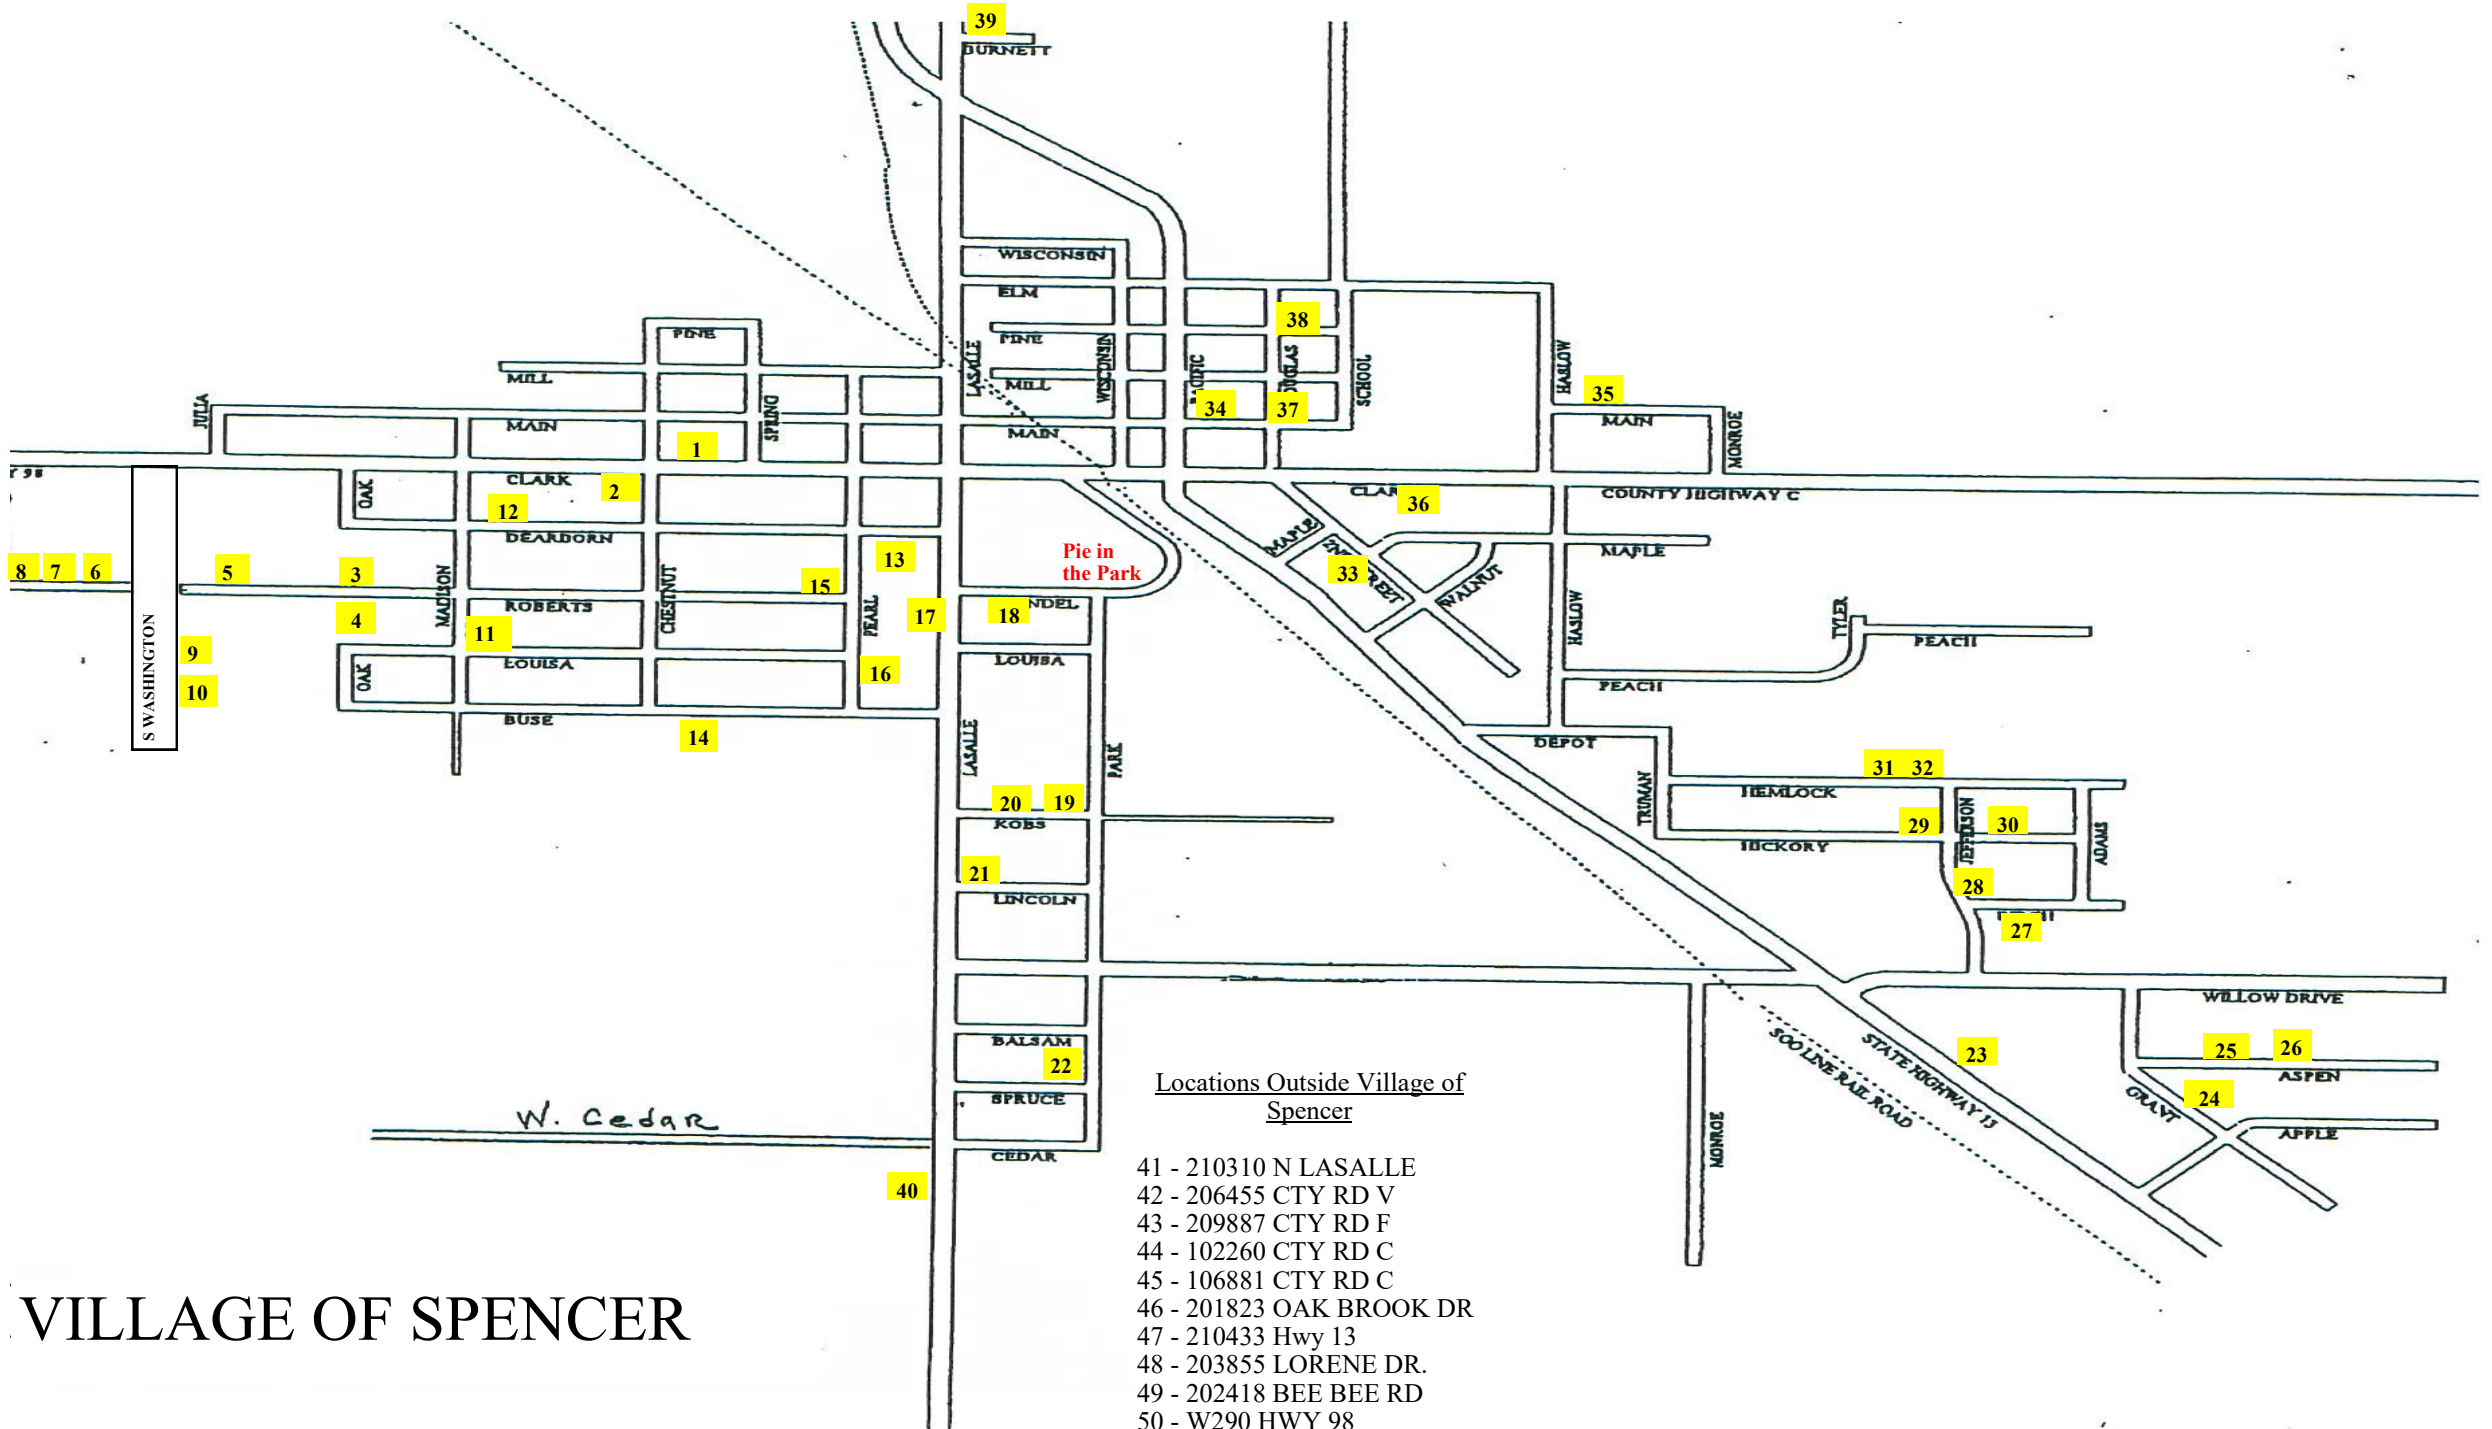 39
BURNETT
WISCONSIN
ELM
38
PINE
PINE
LASALLE
WISCONSIN
PACIFIC
SCHOOL
HASLOW
MILL
MILL
35
JULIA
SPRING
34
37
MAIN
MAIN
MAIN
MONROE
1
CLARK
2
OAK
12
36
COUNTY HIGHWAY C
DEARBORN
13
Pie in
the Park
MAPLE
MAPLE
8 7 6
5
3
15
33
WALNUT
MADISON
CHESTNUT
PEARL
ROBERTS
17
18
HASLOW
TYLER
PEACH
4
11
S WASHINGTON
9
10
OAK
LOUISA
16
LOUISA
PEACH
BUSE
14
LASALLE
PARK
DEPOT
31 32
TRUMAN
HEMLOCK
20
19
KOBS
29
JEFFERSON
30
ADAMS
HICKORY
21
28
LINCOLN
27
WILLOW DRIVE
BALSAM
22
SOO LINE RAIL ROAD
STATE HIGHWAY 13
23
25
26
ASPEN
SPRUCE
GRANT
24
W. Cedar
CEDAR
MONROE
APPLE
40
Locations Outside Village of
Spencer
41 - 210310 N LASALLE
42 - 206455 CTY RD V
43 - 209887 CTY RD F
44 - 102260 CTY RD C
45 - 106881 CTY RD C
46 - 201823 OAK BROOK DR
47 - 210433 Hwy 13
48 - 203855 LORENE DR.
49 - 202418 BEE BEE RD
50 - W290 HWY 98
VILLAGE OF SPENCER